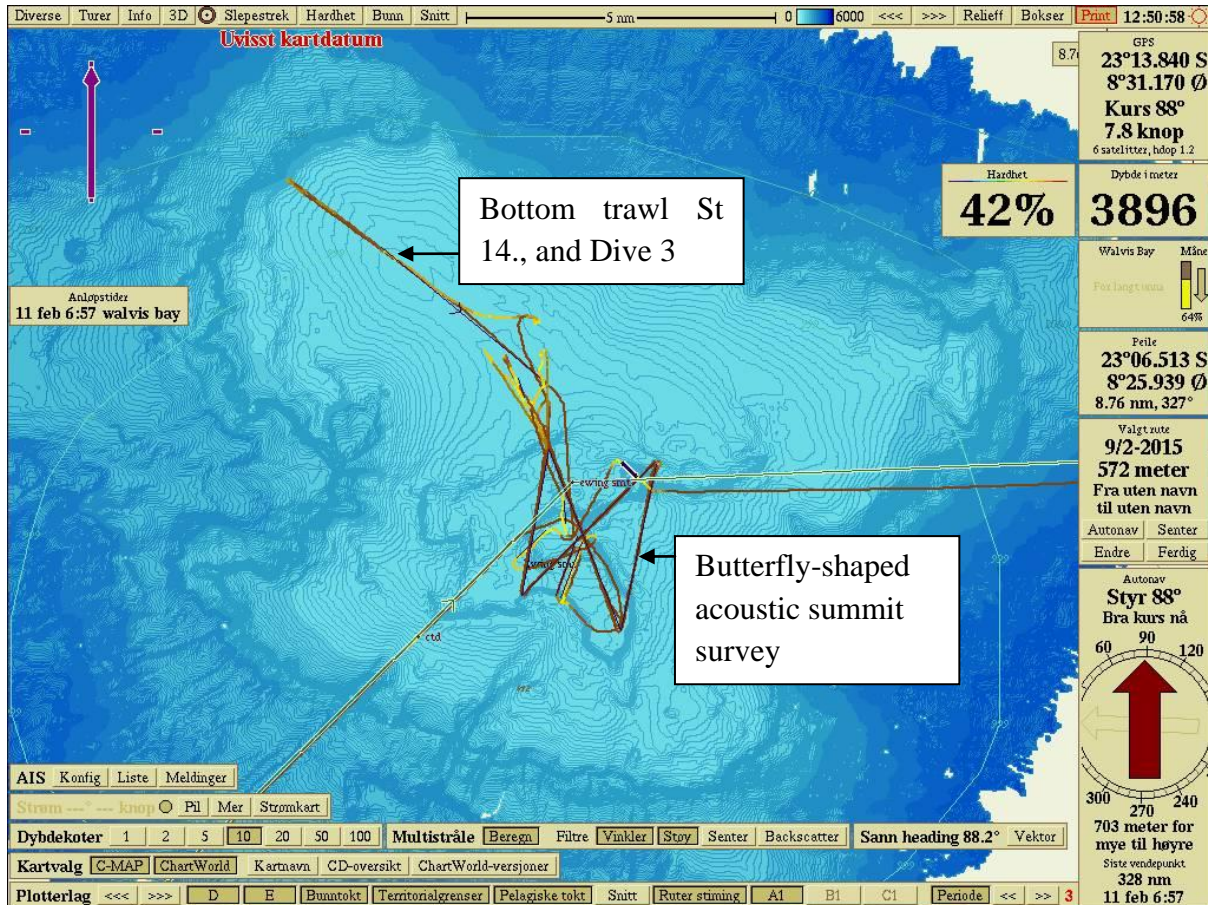 Diverse Turer Info 3D Slepestrek Hardhet Bunn Snitt 5 nm 0 6000 <<< >>> Relieff Bokser Print 12:50:58
Uvisst kartdatum
GPS
23°13.840 S
8°31.170 Ø
Kurs 88°
7.8 knop
6 satelitter, hdop 1.2
Hardhet
42%
Dybde i meter
3896
Bottom trawl St
14., and Dive 3
Walvis Bay Måne
For langt unna
64%
Anløpstider
11 feb 6:57 walvis bay
Peile
23°06.513 S
8°25.939 Ø
8.76 nm, 327°
Valgt rute
9/2-2015
572 meter
Fra uten navn
til uten navn
Autonav Senter
Endre Ferdig
ewing smt
Butterfly-shaped
acoustic summit
survey
ctd
Autonav
Styr 88°
Bra kurs nå
60 90 120
300 270 240
703 meter for
mye til høyre
Siste vendepunkt
328 nm
11 feb 6:57
AIS Konfig Liste Meldinger
Strøm ---° --- knop Pil Mer Strømkart
Dybdekoter 1 2 5 10 20 50 100 Multistråle Beregn Filtre Vinkler Støy Senter Backscatter Sann heading 88.2° Vektor
Kartvalg C-MAP ChartWorld Kartnavn CD-oversikt ChartWorld-versjoner
Plotterlag <<< >>> D E Bunntokt Territorialgrenser Pelagiske tokt Snitt Ruter stiming A1 B1 C1 Periode << >> 3